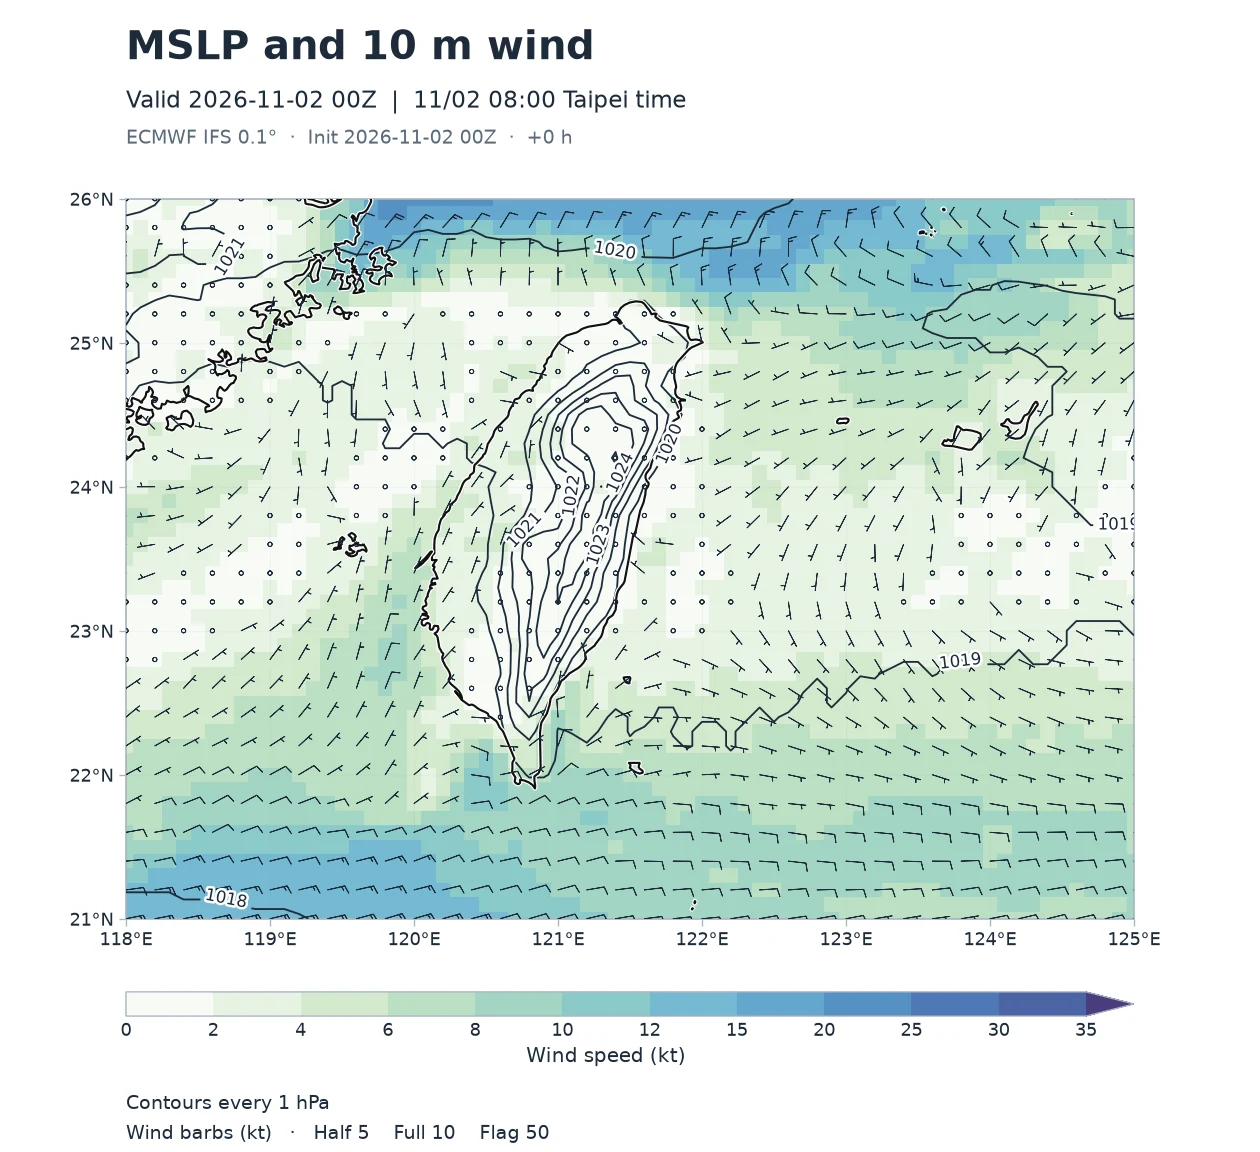 MSLP and 10 m wind
Valid 2026-11-02 00Z | 11/02 08:00 Taipei time
ECMWF IFS 0.1° · Init 2026-11-02 00Z · +0 h
26°N
1021
1020
25°N
1020
1024
24°N
1022
1021
1023
1019
23°N
1019
22°N
1018
21°N
118°E 119°E 120°E 121°E 122°E 123°E 124°E 125°E
0 2 4 6 8 10 12 15 20 25 30 35
Wind speed (kt)
Contours every 1 hPa
Wind barbs (kt) · Half 5 Full 10 Flag 50